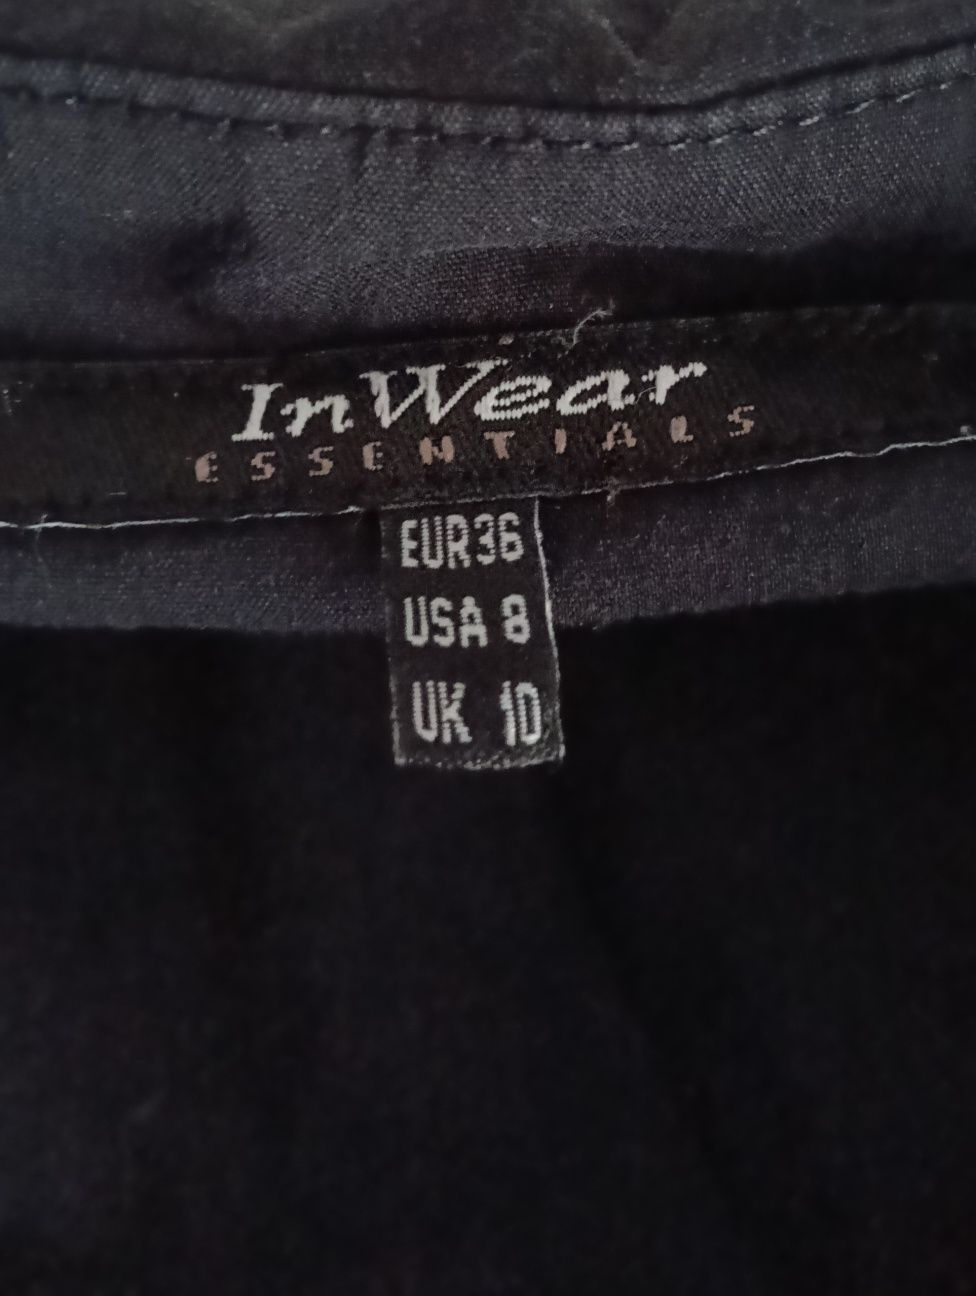 InWear
ESSENTIALS
EUR36
USA 8
UK 10